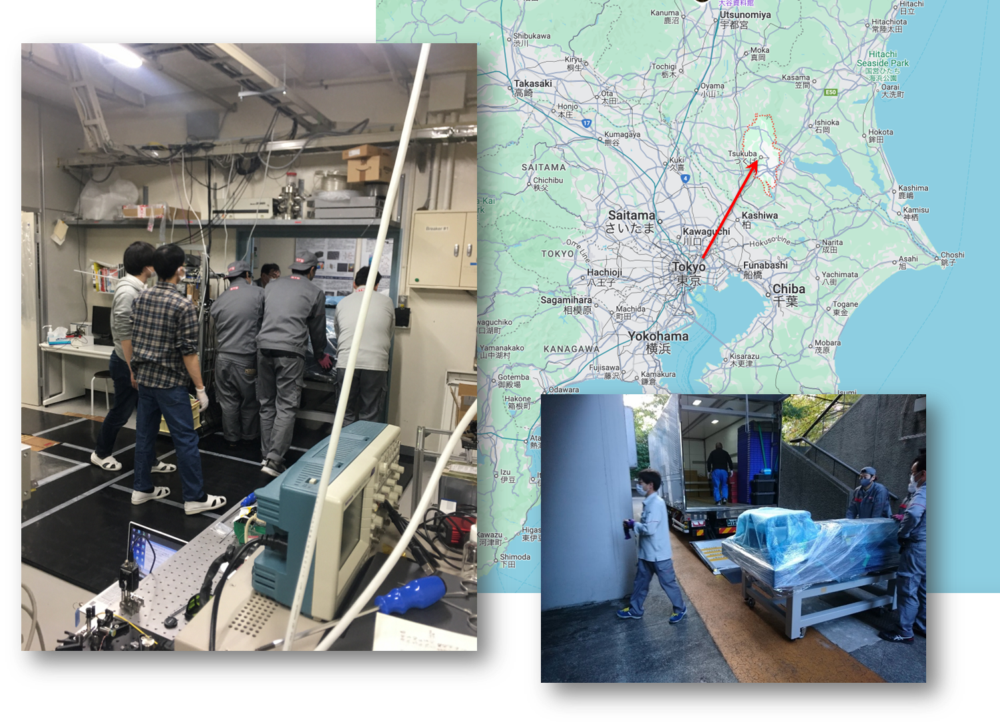 大谷資料館
Kanuma
鹿沼
Utsunomiya
宇都宮
Hitachi
日立
Hitachiota
常陸太田
Shibukawa
渋川
Moka
真岡
Hitachi
Seaside Park
国営ひたち
海浜公園
Kiryu
桐生
Tochigi
栃木
Kasama
笠間
Oarai
大洗町
Takasaki
高崎
Ota
太田
Oyama
小山
E50
Honjo
本庄
17
Ishioka
石岡
Hokota
鉾田
Kumagaya
熊谷
Tsukuba
つくば
Kuki
久喜
4
SAITAMA
Chichibu
秩父
Kashima
鹿嶋
Kamisu
神栖
Saitama
さいたま
Kashiwa
柏
Kawaguchi
川口
Hokuso-Line
Narita
成田
TOKYO
Ome Line
Tokyo
東京
Funabashi
船橋
Asahi
旭
Choshi
銚子
Hachioji
八王子
Yachimata
八街
Chiba
千葉
Sagamihara
相模原
Machida
町田
Togane
東金
waguchiko
口湖町
Yokohama
横浜
Yamanakako
山中湖村
KANAGAWA
Mobara
茂原
Kisarazu
木更津
Fujisawa
藤沢
Kamakura
鎌倉
Gotemba
御殿場
Odawara
Isumi
Hakone
箱根町
Ata
熱
Izu
伊豆
Kawazu
河津町
Higas
東伊豆
Shimoda
下田
a-Kai
rk
Breaker #1